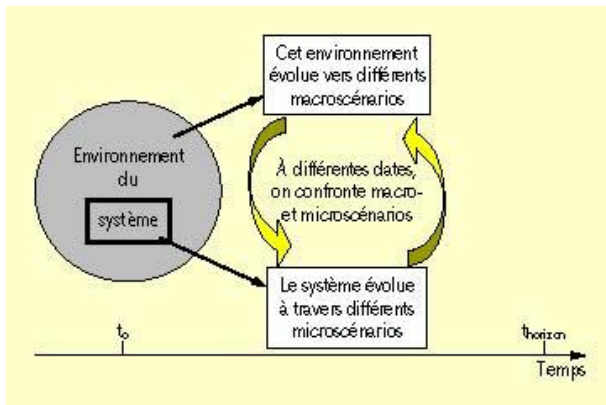 Cet environnement
évolue vers différents
macroscénarios
Environnement
du
système
À différentes dates,
on confronte macro-
et microscénarios
Le système évolue
à travers différents
microscénarios
to
thorizon
Temps